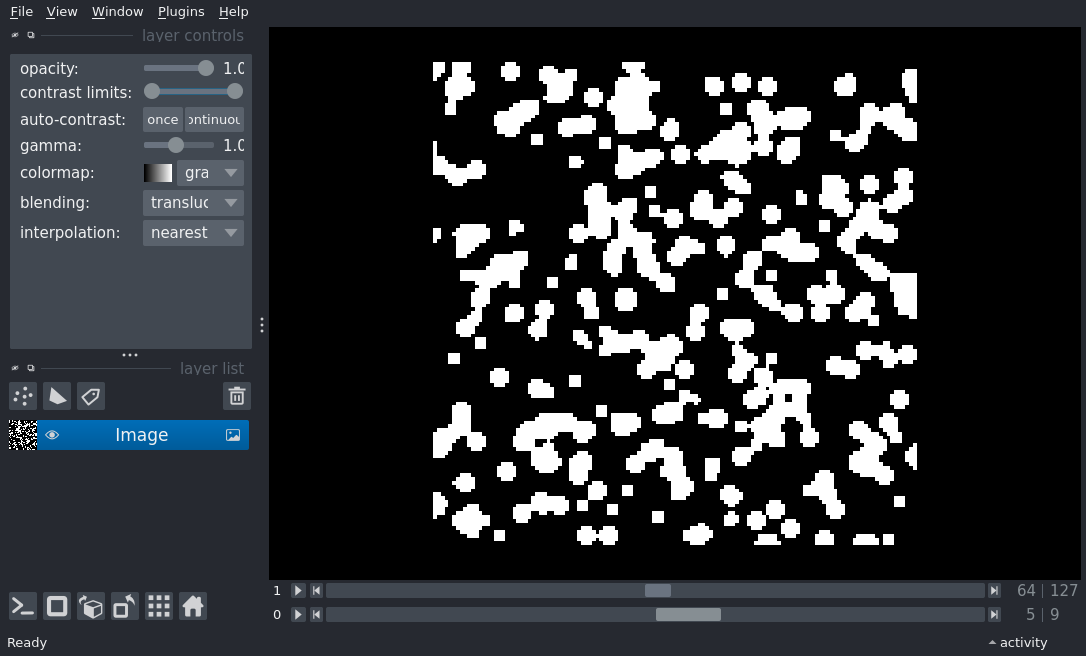 File View Window Plugins Help
layer controls
opacity: 1.0
contrast limits:
auto-contrast: once ontinuou
gamma: 1.0
colormap: gra
blending: transluc
interpolation: nearest
layer list
Image
1 64 | 127
0 5 | 9
Ready activity